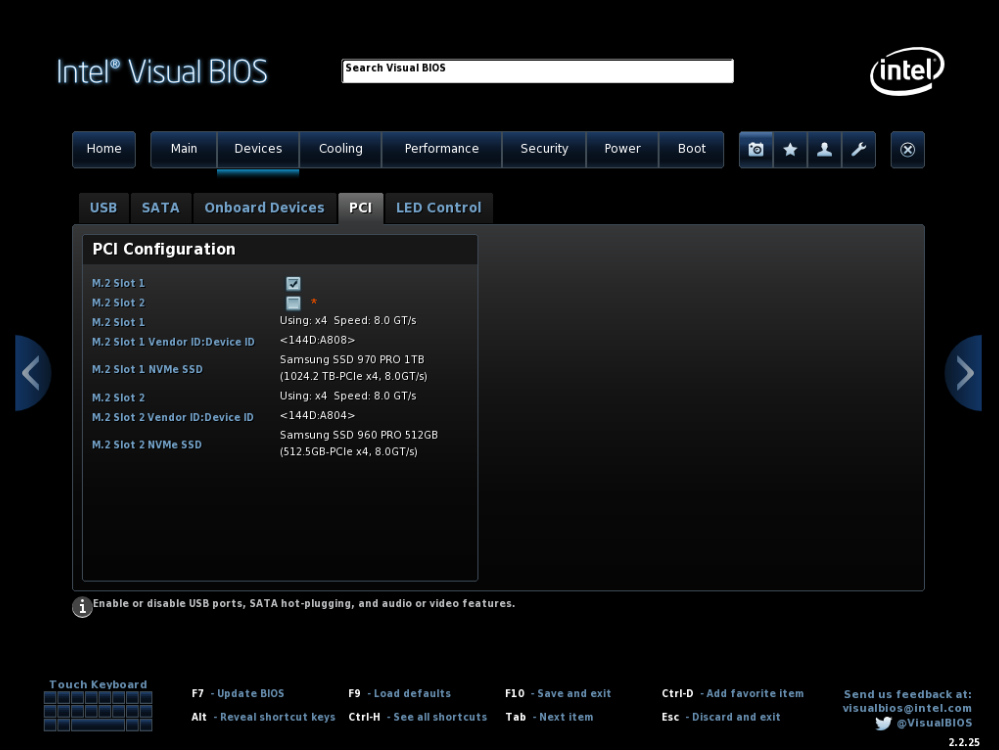 Intel® Visual BIOS
Search Visual BIOS
intel
Home Main Devices Cooling Performance Security Power Boot
USB SATA Onboard Devices PCI LED Control
PCI Configuration
M.2 Slot 1
M.2 Slot 2 *
M.2 Slot 1 Using: x4 Speed: 8.0 GT/s
M.2 Slot 1 Vendor ID:Device ID <144D:A808>
M.2 Slot 1 NVMe SSD Samsung SSD 970 PRO 1TB
(1024.2 TB-PCIe x4, 8.0GT/s)
M.2 Slot 2 Using: x4 Speed: 8.0 GT/s
M.2 Slot 2 Vendor ID:Device ID <144D:A804>
M.2 Slot 2 NVMe SSD Samsung SSD 960 PRO 512GB
(512.5GB-PCIe x4, 8.0GT/s)
i Enable or disable USB ports, SATA hot-plugging, and audio or video features.
Touch Keyboard
F7 - Update BIOS F9 - Load defaults F10 - Save and exit Ctrl-D - Add favorite item
Alt - Reveal shortcut keys Ctrl-H - See all shortcuts Tab - Next item Esc - Discard and exit
Send us feedback at:
visualbios@intel.com
@VisualBIOS
2.2.25